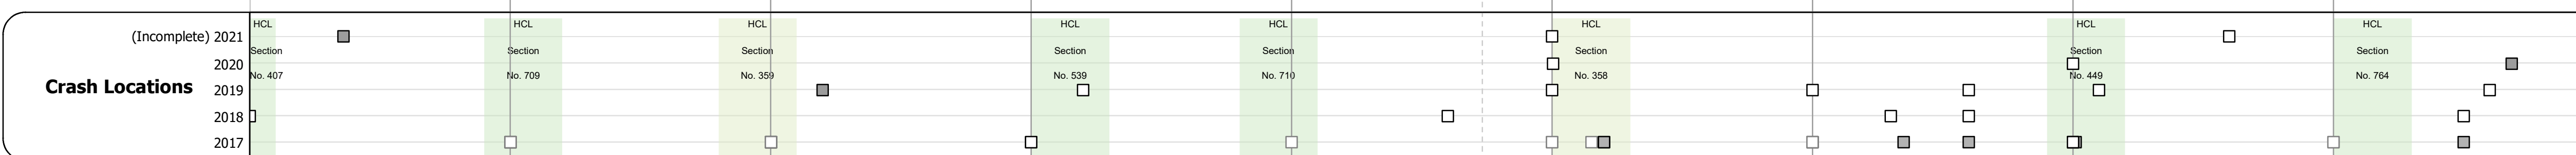 Crash Locations
(Incomplete) 2021
2020
2019
2018
2017
HCL
Section
No. 407
HCL
Section
No. 709
HCL
Section
No. 359
HCL
Section
No. 539
HCL
Section
No. 710
HCL
Section
No. 358
HCL
Section
No. 449
HCL
Section
No. 764